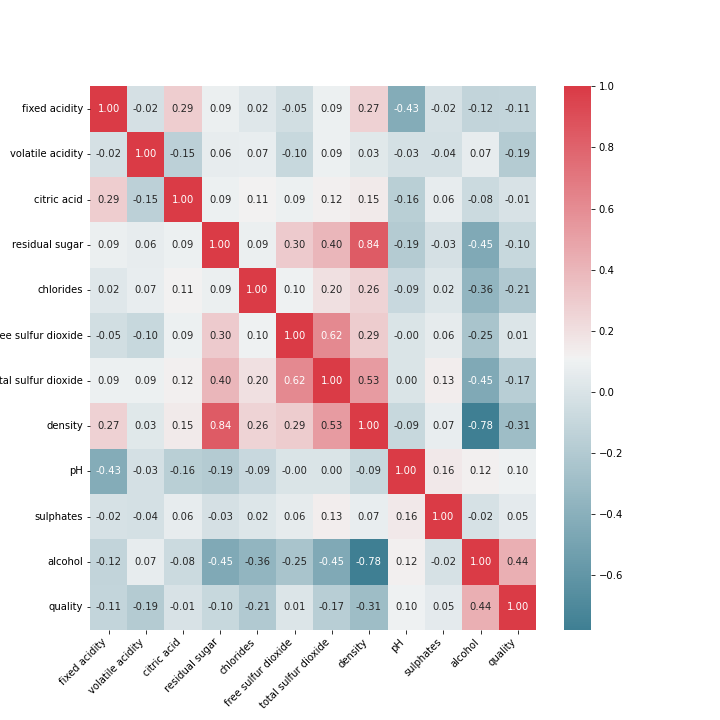 fixed acidity 1.00 -0.02 0.29 0.09 0.02 -0.05 0.09 0.27 -0.43 -0.02 -0.12 -0.11
volatile acidity -0.02 1.00 -0.15 0.06 0.07 -0.10 0.09 0.03 -0.03 -0.04 0.07 -0.19
citric acid 0.29 -0.15 1.00 0.09 0.11 0.09 0.12 0.15 -0.16 0.06 -0.08 -0.01
residual sugar 0.09 0.06 0.09 1.00 0.09 0.30 0.40 0.84 -0.19 -0.03 -0.45 -0.10
chlorides 0.02 0.07 0.11 0.09 1.00 0.10 0.20 0.26 -0.09 0.02 -0.36 -0.21
ee sulfur dioxide -0.05 -0.10 0.09 0.30 0.10 1.00 0.62 0.29 -0.00 0.06 -0.25 0.01
tal sulfur dioxide 0.09 0.09 0.12 0.40 0.20 0.62 1.00 0.53 0.00 0.13 -0.45 -0.17
density 0.27 0.03 0.15 0.84 0.26 0.29 0.53 1.00 -0.09 0.07 -0.78 -0.31
pH -0.43 -0.03 -0.16 -0.19 -0.09 -0.00 0.00 -0.09 1.00 0.16 0.12 0.10
sulphates -0.02 -0.04 0.06 -0.03 0.02 0.06 0.13 0.07 0.16 1.00 -0.02 0.05
alcohol -0.12 0.07 -0.08 -0.45 -0.36 -0.25 -0.45 -0.78 0.12 -0.02 1.00 0.44
quality -0.11 -0.19 -0.01 -0.10 -0.21 0.01 -0.17 -0.31 0.10 0.05 0.44 1.00
fixed acidity
volatile acidity
citric acid
residual sugar
chlorides
free sulfur dioxide
total sulfur dioxide
density
pH
sulphates
alcohol
quality
1.0
0.8
0.6
0.4
0.2
0.0
−0.2
−0.4
−0.6